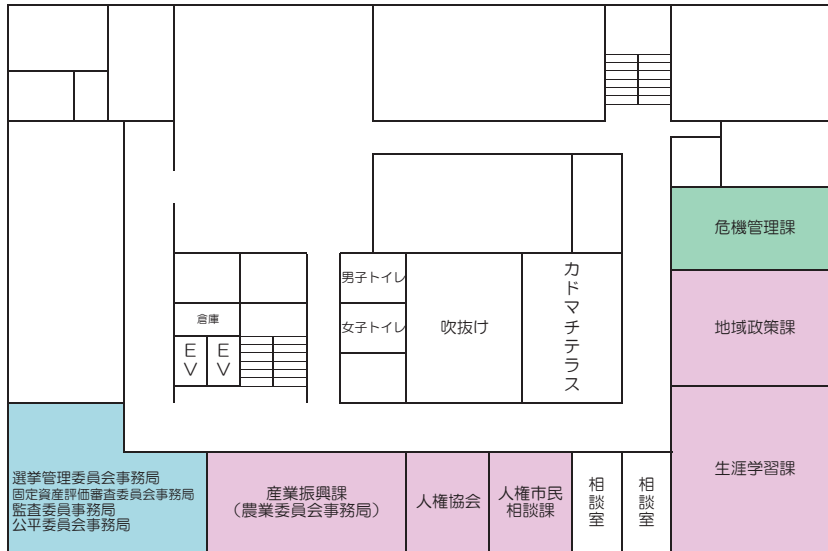 危機管理課
男子トイレ
カドマチテラス
倉庫
女子トイレ
吹抜け
地域政策課
EV
EV
選挙管理委員会事務局
固定資産評価審査委員会事務局
監査委員事務局
公平委員会事務局
産業振興課
(農業委員会事務局)
人権協会
人権市民
相談課
相談室
相談室
生涯学習課